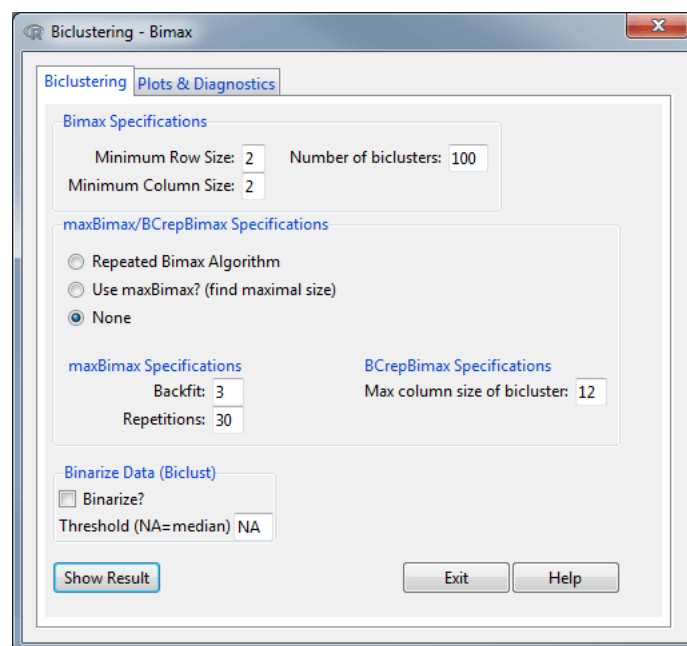 Biclustering - Bimax
Biclustering Plots & Diagnostics
Bimax Specifications
Minimum Row Size: 2 Number of biclusters: 100
Minimum Column Size: 2
maxBimax/BCrepBimax Specifications
Repeated Bimax Algorithm
Use maxBimax? (find maximal size)
None
maxBimax Specifications BCrepBimax Specifications
Backfit: 3 Max column size of bicluster: 12
Repetitions: 30
Binarize Data (Biclust)
Binarize?
Threshold (NA=median) NA
Show Result Exit Help